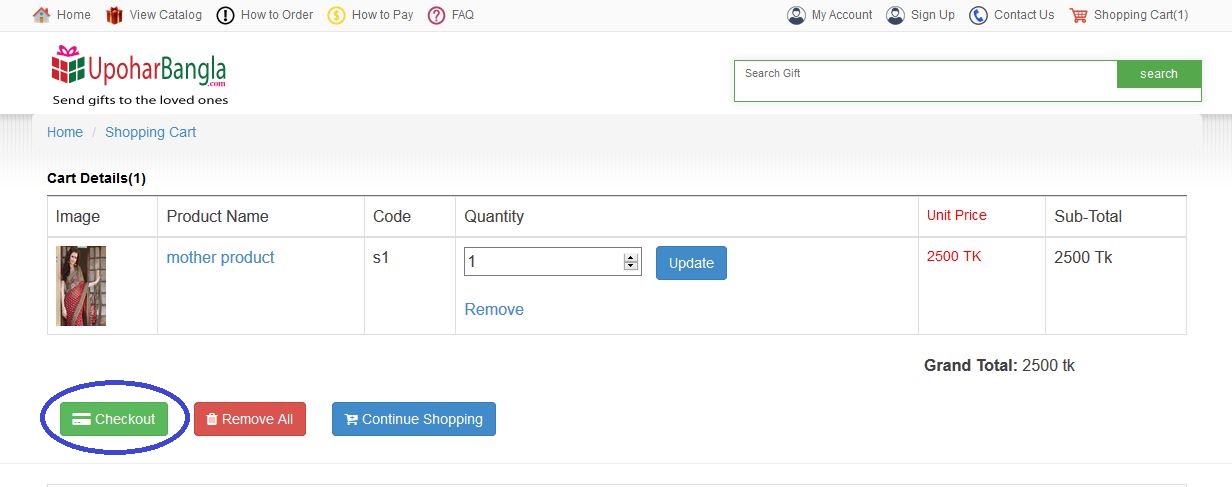 Home View Catalog How to Order How to Pay FAQ My Account Sign Up Contact Us Shopping Cart(1)
UpoharBangla
.com
Send gifts to the loved ones
Search Gift search
Home / Shopping Cart
Cart Details(1)
Image Product Name Code Quantity Unit Price Sub-Total
mother product s1 1 Update 2500 TK 2500 Tk
Remove
Grand Total: 2500 tk
Checkout Remove All Continue Shopping